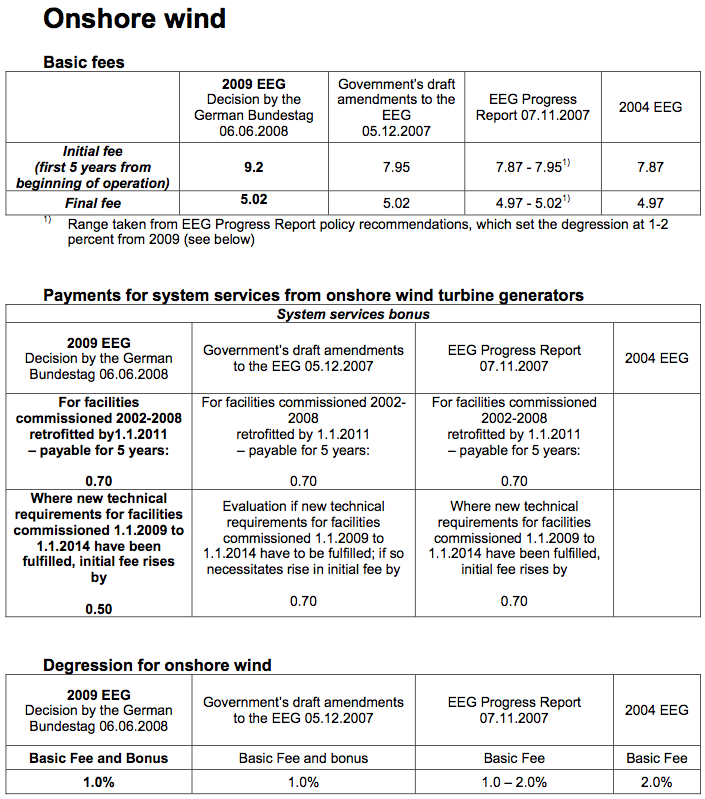 Onshore wind
Basic fees
2009 EEG
Decision by the
German Bundestag
06.06.2008
Government's draft
amendments to the
EEG
05.12.2007
EEG Progress
Report 07.11.2007
2004 EEG
Initial fee
(first 5 years from
beginning of operation)
9.2
7.95
7.87 - 7.95¹⁾
7.87
Final fee
5.02
5.02
4.97 - 5.02¹⁾
4.97
¹⁾ Range taken from EEG Progress Report policy recommendations, which set the degression at 1-2
percent from 2009 (see below)
Payments for system services from onshore wind turbine generators
System services bonus
2009 EEG
Decision by the German
Bundestag 06.06.2008
Government's draft amendments
to the EEG 05.12.2007
EEG Progress Report
07.11.2007
2004 EEG
For facilities
commissioned 2002-2008
retrofitted by1.1.2011
– payable for 5 years:
0.70
For facilities commissioned 2002-
2008
retrofitted by 1.1.2011
– payable for 5 years:
0.70
For facilities commissioned
2002-2008
retrofitted by 1.1.2011
– payable for 5 years:
0.70
Where new technical
requirements for facilities
commissioned 1.1.2009 to
1.1.2014 have been
fulfilled, initial fee rises
by
0.50
Evaluation if new technical
requirements for facilities
commissioned 1.1.2009 to
1.1.2014 have to be fulfilled; if so
necessitates rise in initial fee by
0.70
Where new technical
requirements for facilities
commissioned 1.1.2009 to
1.1.2014 have been fulfilled,
initial fee rises by
0.70
Degression for onshore wind
2009 EEG
Decision by the German
Bundestag 06.06.2008
Government's draft amendments
to the EEG 05.12.2007
EEG Progress Report
07.11.2007
2004 EEG
Basic Fee and Bonus
Basic Fee and bonus
Basic Fee
Basic Fee
1.0%
1.0%
1.0 – 2.0%
2.0%